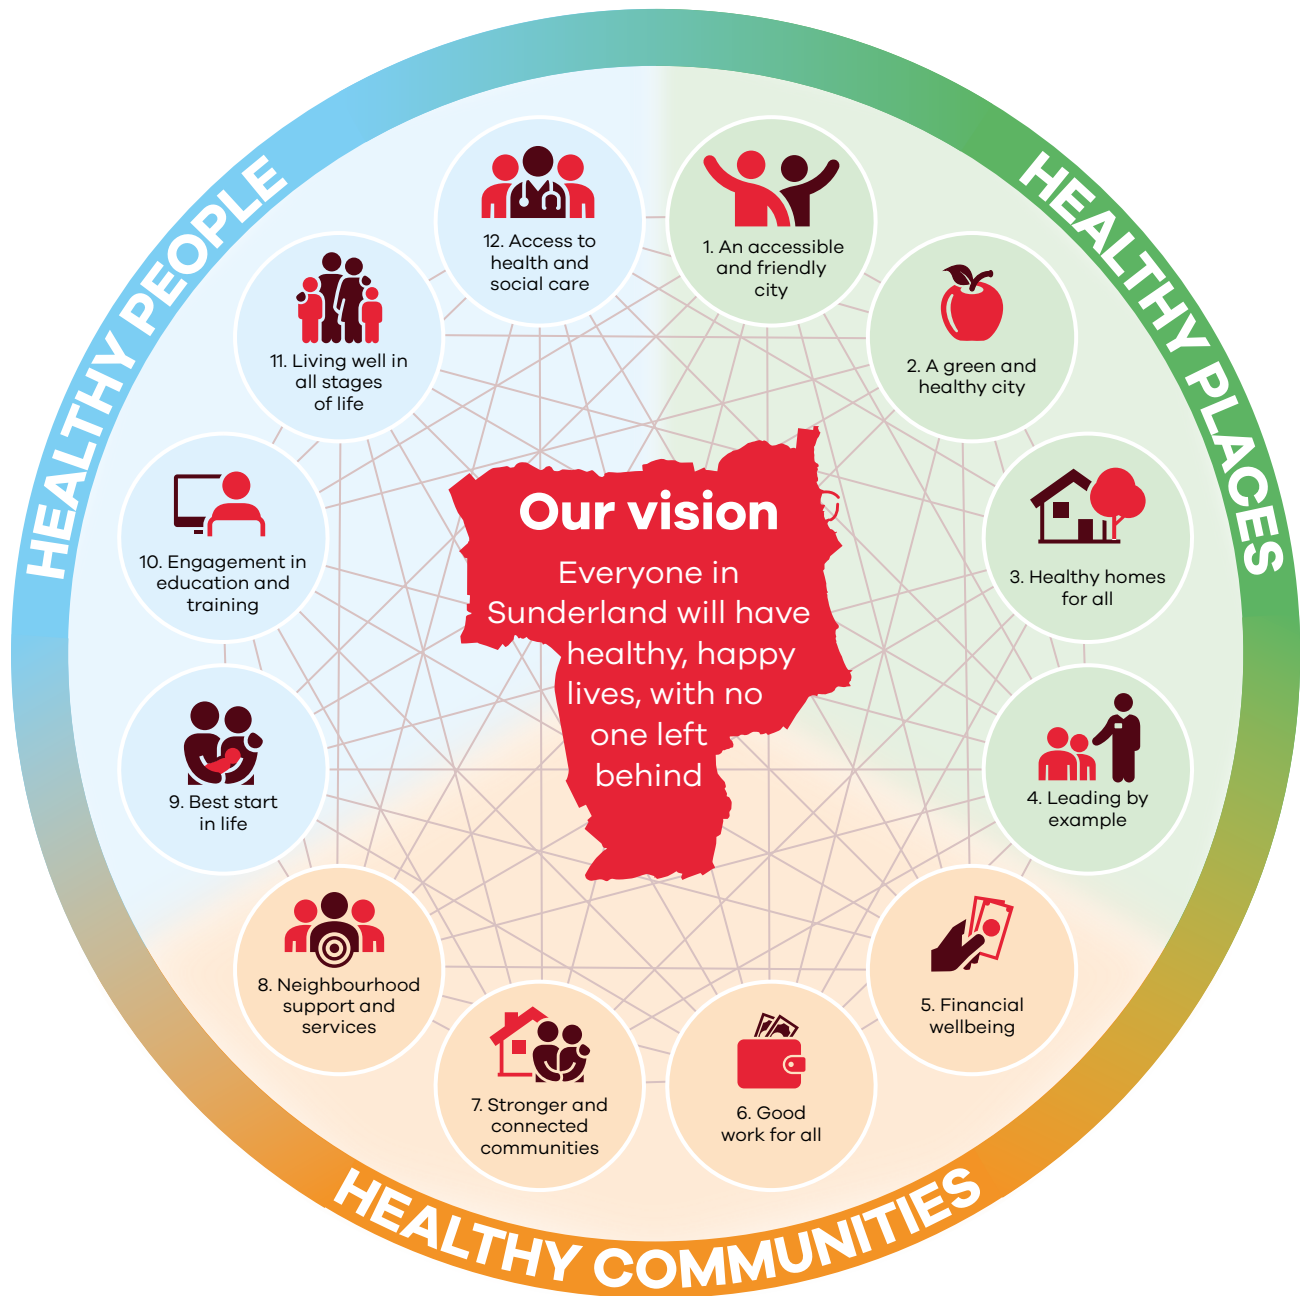 HEALTHY PEOPLE
HEALTHY PLACES
HEALTHY COMMUNITIES
Our vision
Everyone in
Sunderland will have
healthy, happy
lives, with no
one left
behind
1. An accessible
and friendly
city
2. A green and
healthy city
3. Healthy homes
for all
4. Leading by
example
5. Financial
wellbeing
6. Good
work for all
7. Stronger and
connected
communities
8. Neighbourhood
support and
services
9. Best start
in life
10. Engagement in
education and
training
11. Living well in
all stages
of life
12. Access to
health and
social care